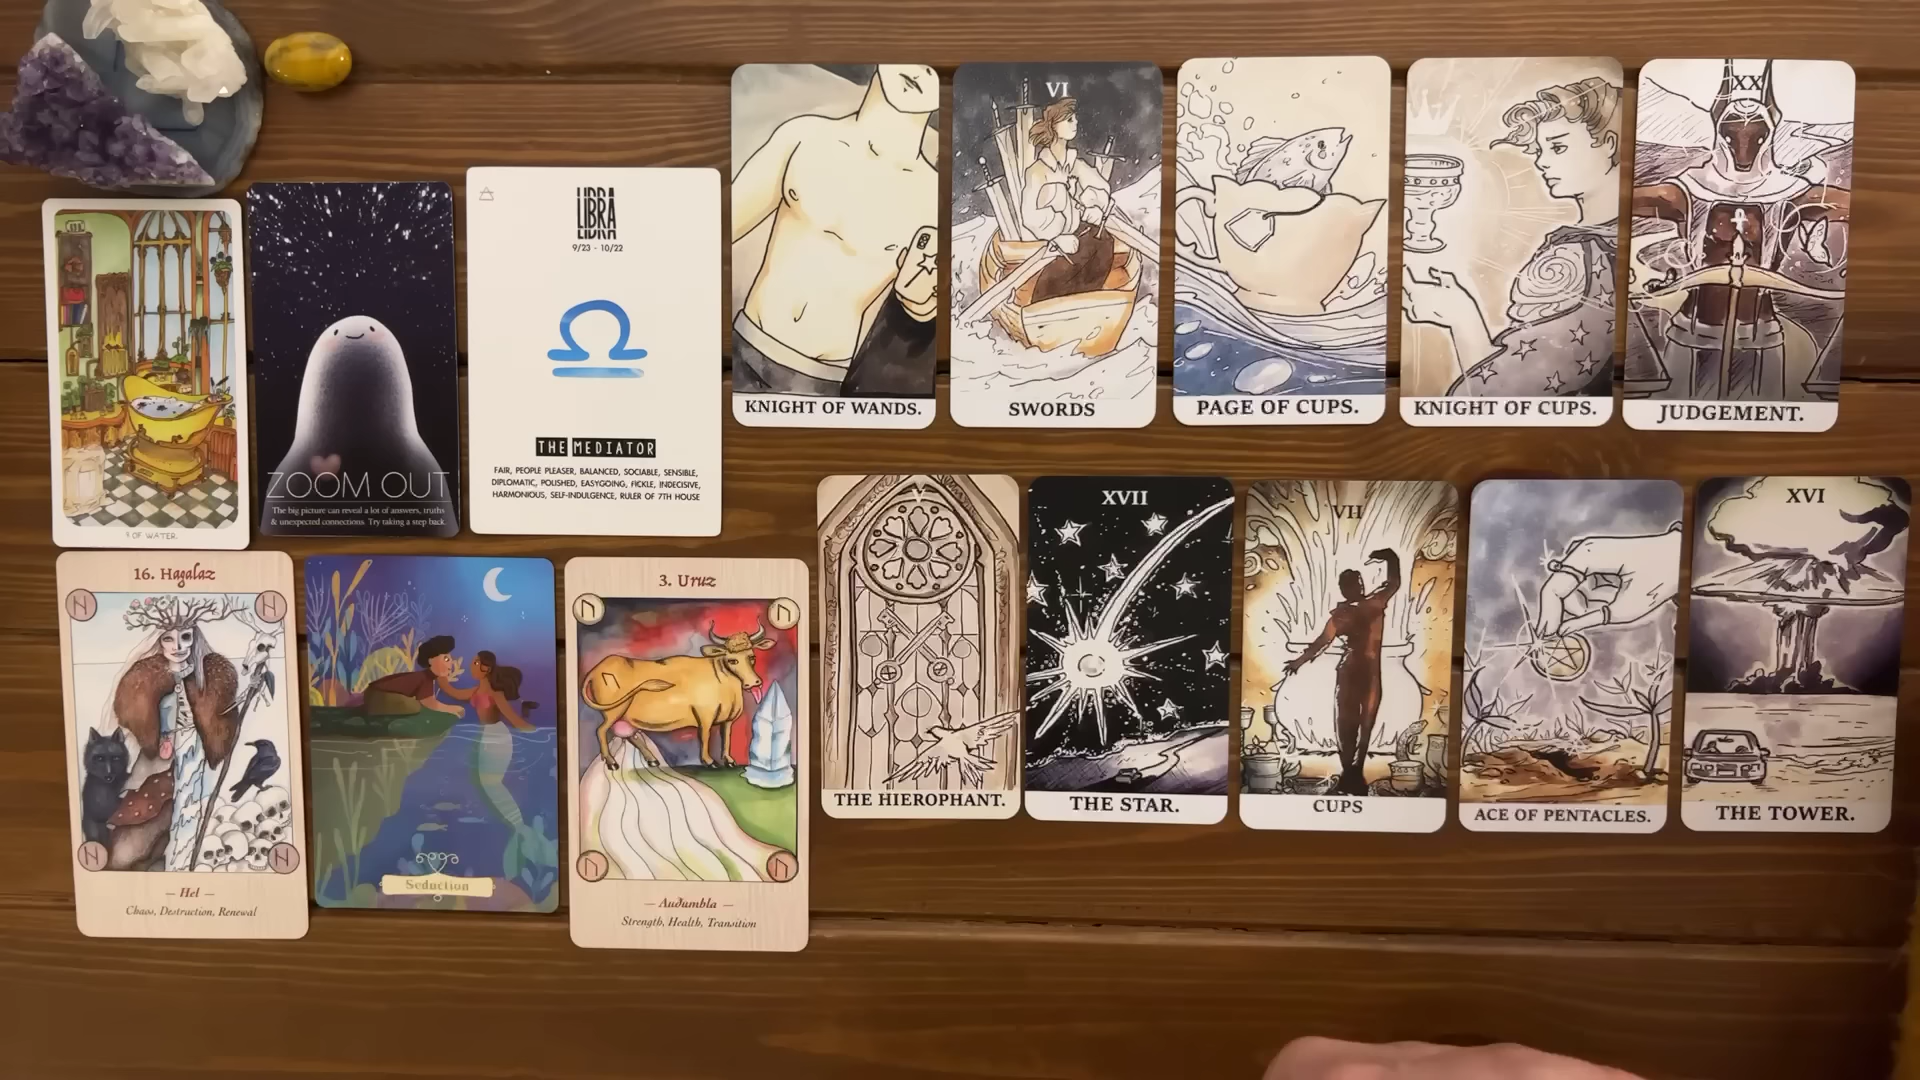 OF WATER.
ZOOM OUT
The big picture can reveal a lot of answers, truths
& unexpected connections. Try taking a step back.
LIBRA
9/23 - 10/22
THE MEDIATOR
FAIR, PEOPLE PLEASER, BALANCED, SOCIABLE, SENSIBLE,
DIPLOMATIC, POLISHED, EASYGOING, FICKLE, INDECISIVE,
HARMONIOUS, SELF-INDULGENCE, RULER OF 7TH HOUSE
KNIGHT OF WANDS.
VI
SWORDS
PAGE OF CUPS.
KNIGHT OF CUPS.
XX
JUDGEMENT.
16. Hagalaz
— Hel —
Chaos, Destruction, Renewal
Seduction
3. Uruz
— Audumbla —
Strength, Health, Transition
V
THE HIEROPHANT.
XVII
THE STAR.
VII
CUPS
ACE OF PENTACLES.
XVI
THE TOWER.